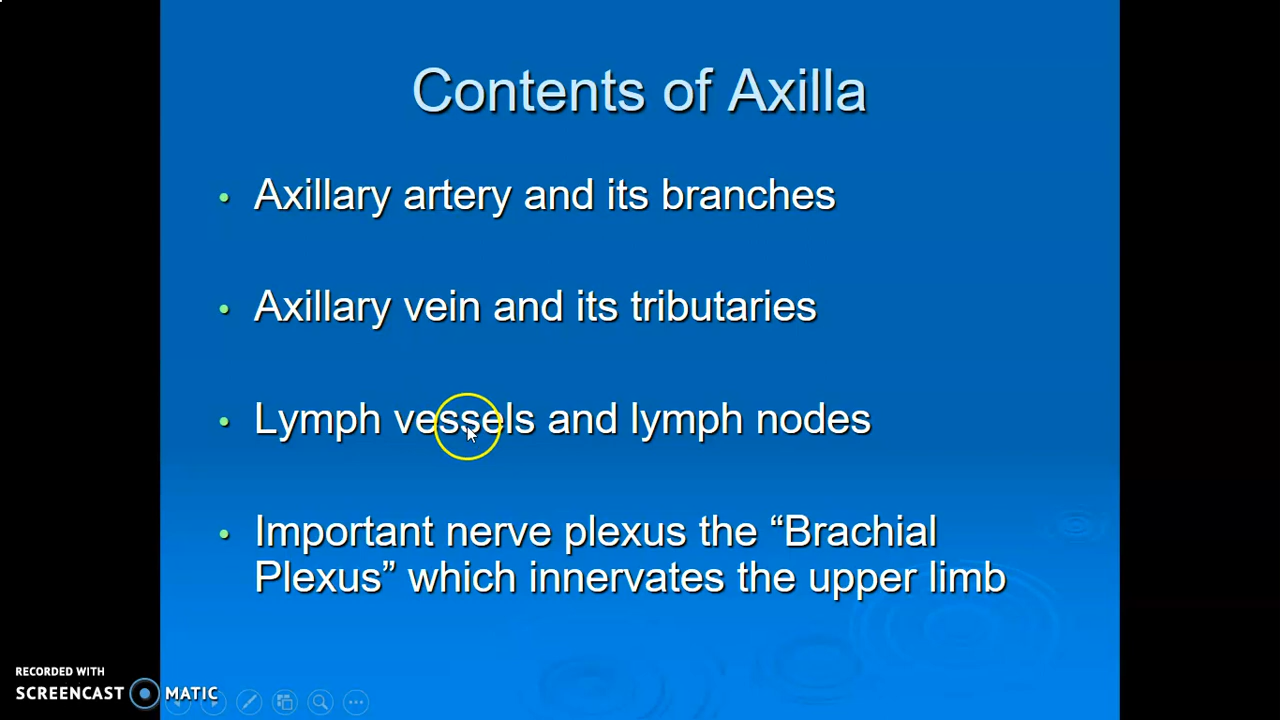 Contents of Axilla
• Axillary artery and its branches
• Axillary vein and its tributaries
• Lymph vessels and lymph nodes
• Important nerve plexus the “Brachial
Plexus” which innervates the upper limb
RECORDED WITH
SCREENCAST MATIC